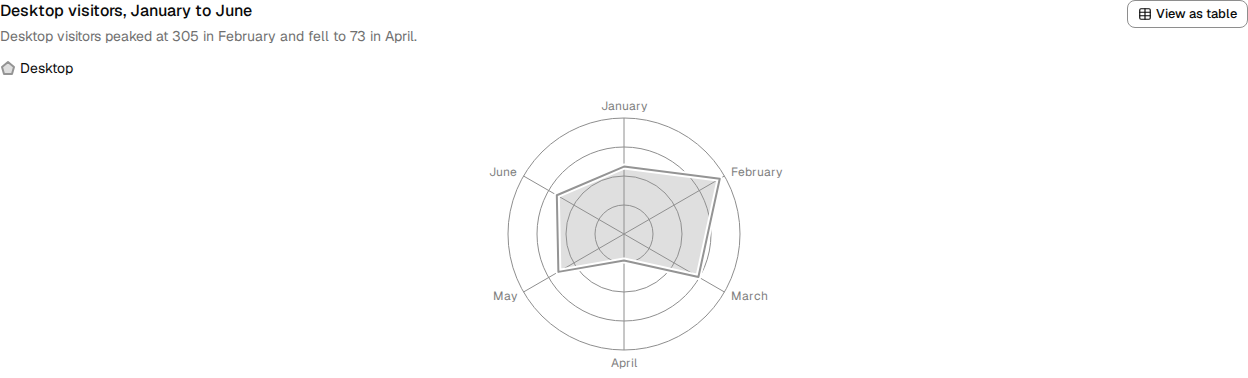 Desktop visitors, January to June
View as table
Desktop visitors peaked at 305 in February and fell to 73 in April.
Desktop
January
June
February
May
March
April